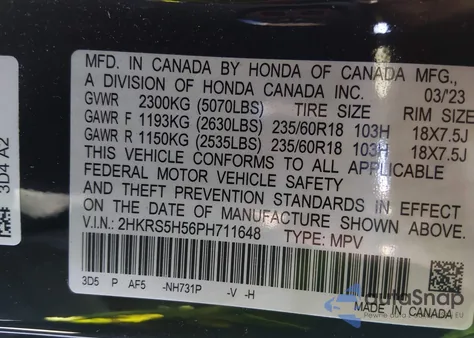 3D4 A2
MFD. IN CANADA BY HONDA OF CANADA MFG.,
A DIVISION OF HONDA CANADA INC. 03/23
GVWR 2300KG (5070LBS) TIRE SIZE RIM SIZE
GAWR F 1193KG (2630LBS) 235/60R18 103H 18X7.5J
GAWR R 1150KG (2535LBS) 235/60R18 103H 18X7.5J
THIS VEHICLE CONFORMS TO ALL APPLICABLE
FEDERAL MOTOR VEHICLE SAFETY
AND THEFT PREVENTION STANDARDS IN EFFECT
ON THE DATE OF MANUFACTURE SHOWN ABOVE.
V.I.N.: 2HKRS5H56PH711648 TYPE: MPV
3D5 P AF5 -NH731P -V -H
MADE IN CANADA
autoSnap